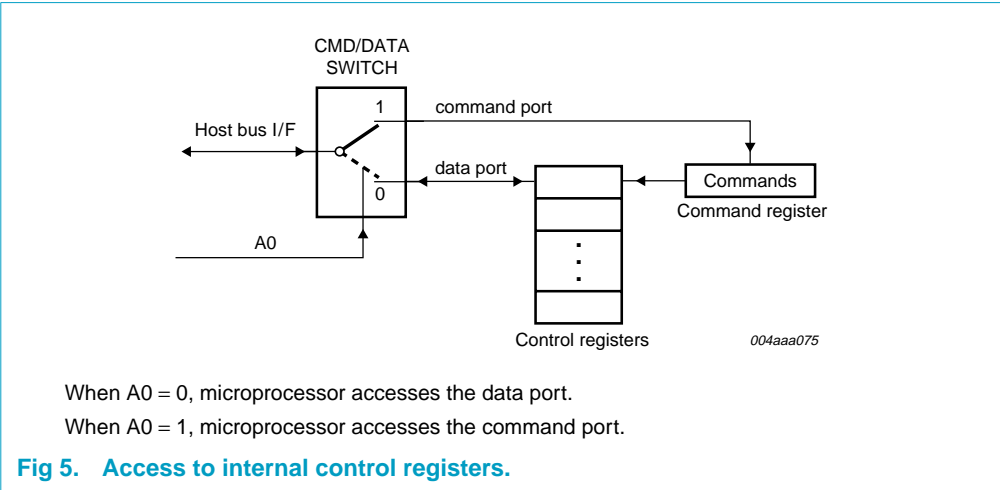 CMD/DATA
SWITCH
1
command port
Host bus I/F
data port
0
Commands
Command register
A0
Control registers
004aaa075
When A0 = 0, microprocessor accesses the data port.
When A0 = 1, microprocessor accesses the command port.
Fig 5. Access to internal control registers.